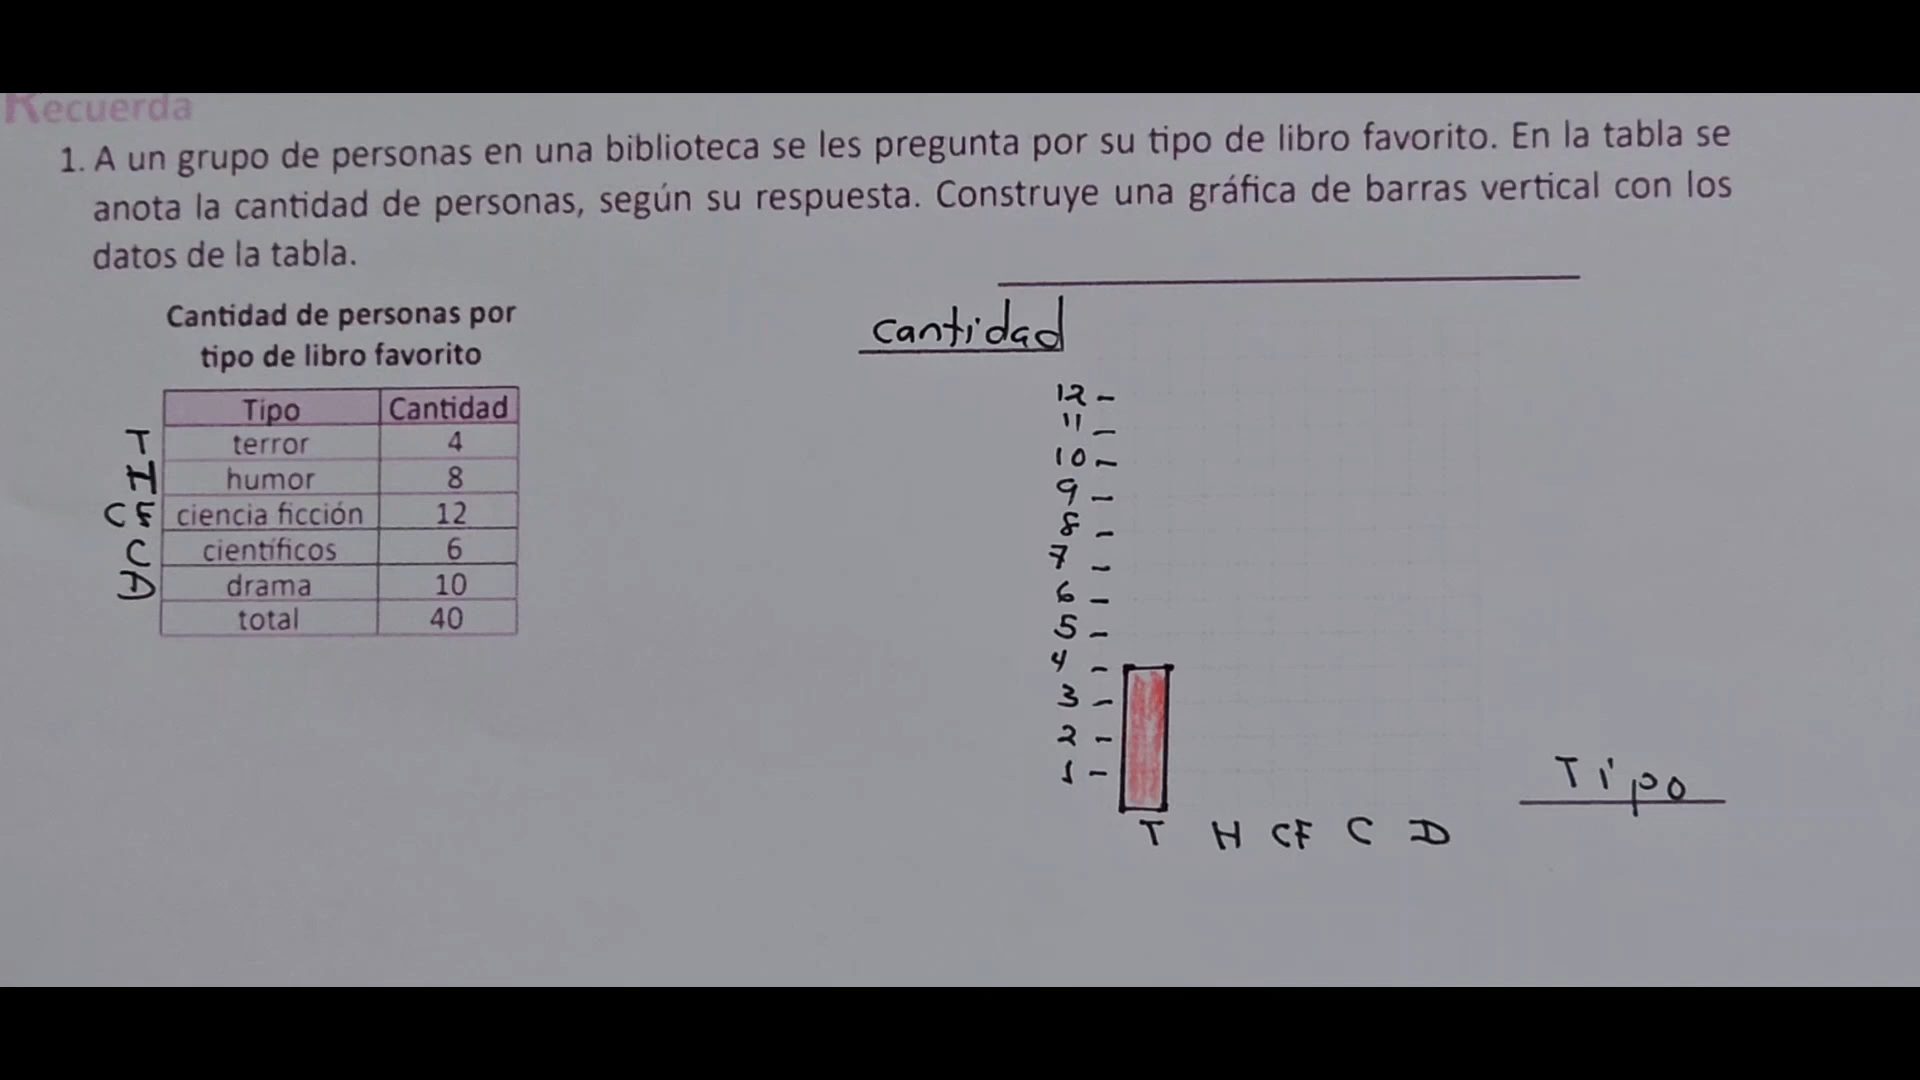 Recuerda
1. A un grupo de personas en una biblioteca se les pregunta por su tipo de libro favorito. En la tabla se
anota la cantidad de personas, según su respuesta. Construye una gráfica de barras vertical con los
datos de la tabla.
Cantidad de personas por
tipo de libro favorito
Tipo Cantidad
T terror 4
H humor 8
CF ciencia ficción 12
C científicos 6
D drama 10
total 40
cantidad
12
11
10
9
8
7
6
5
4
3
2
1
T H CF C D
Tipo